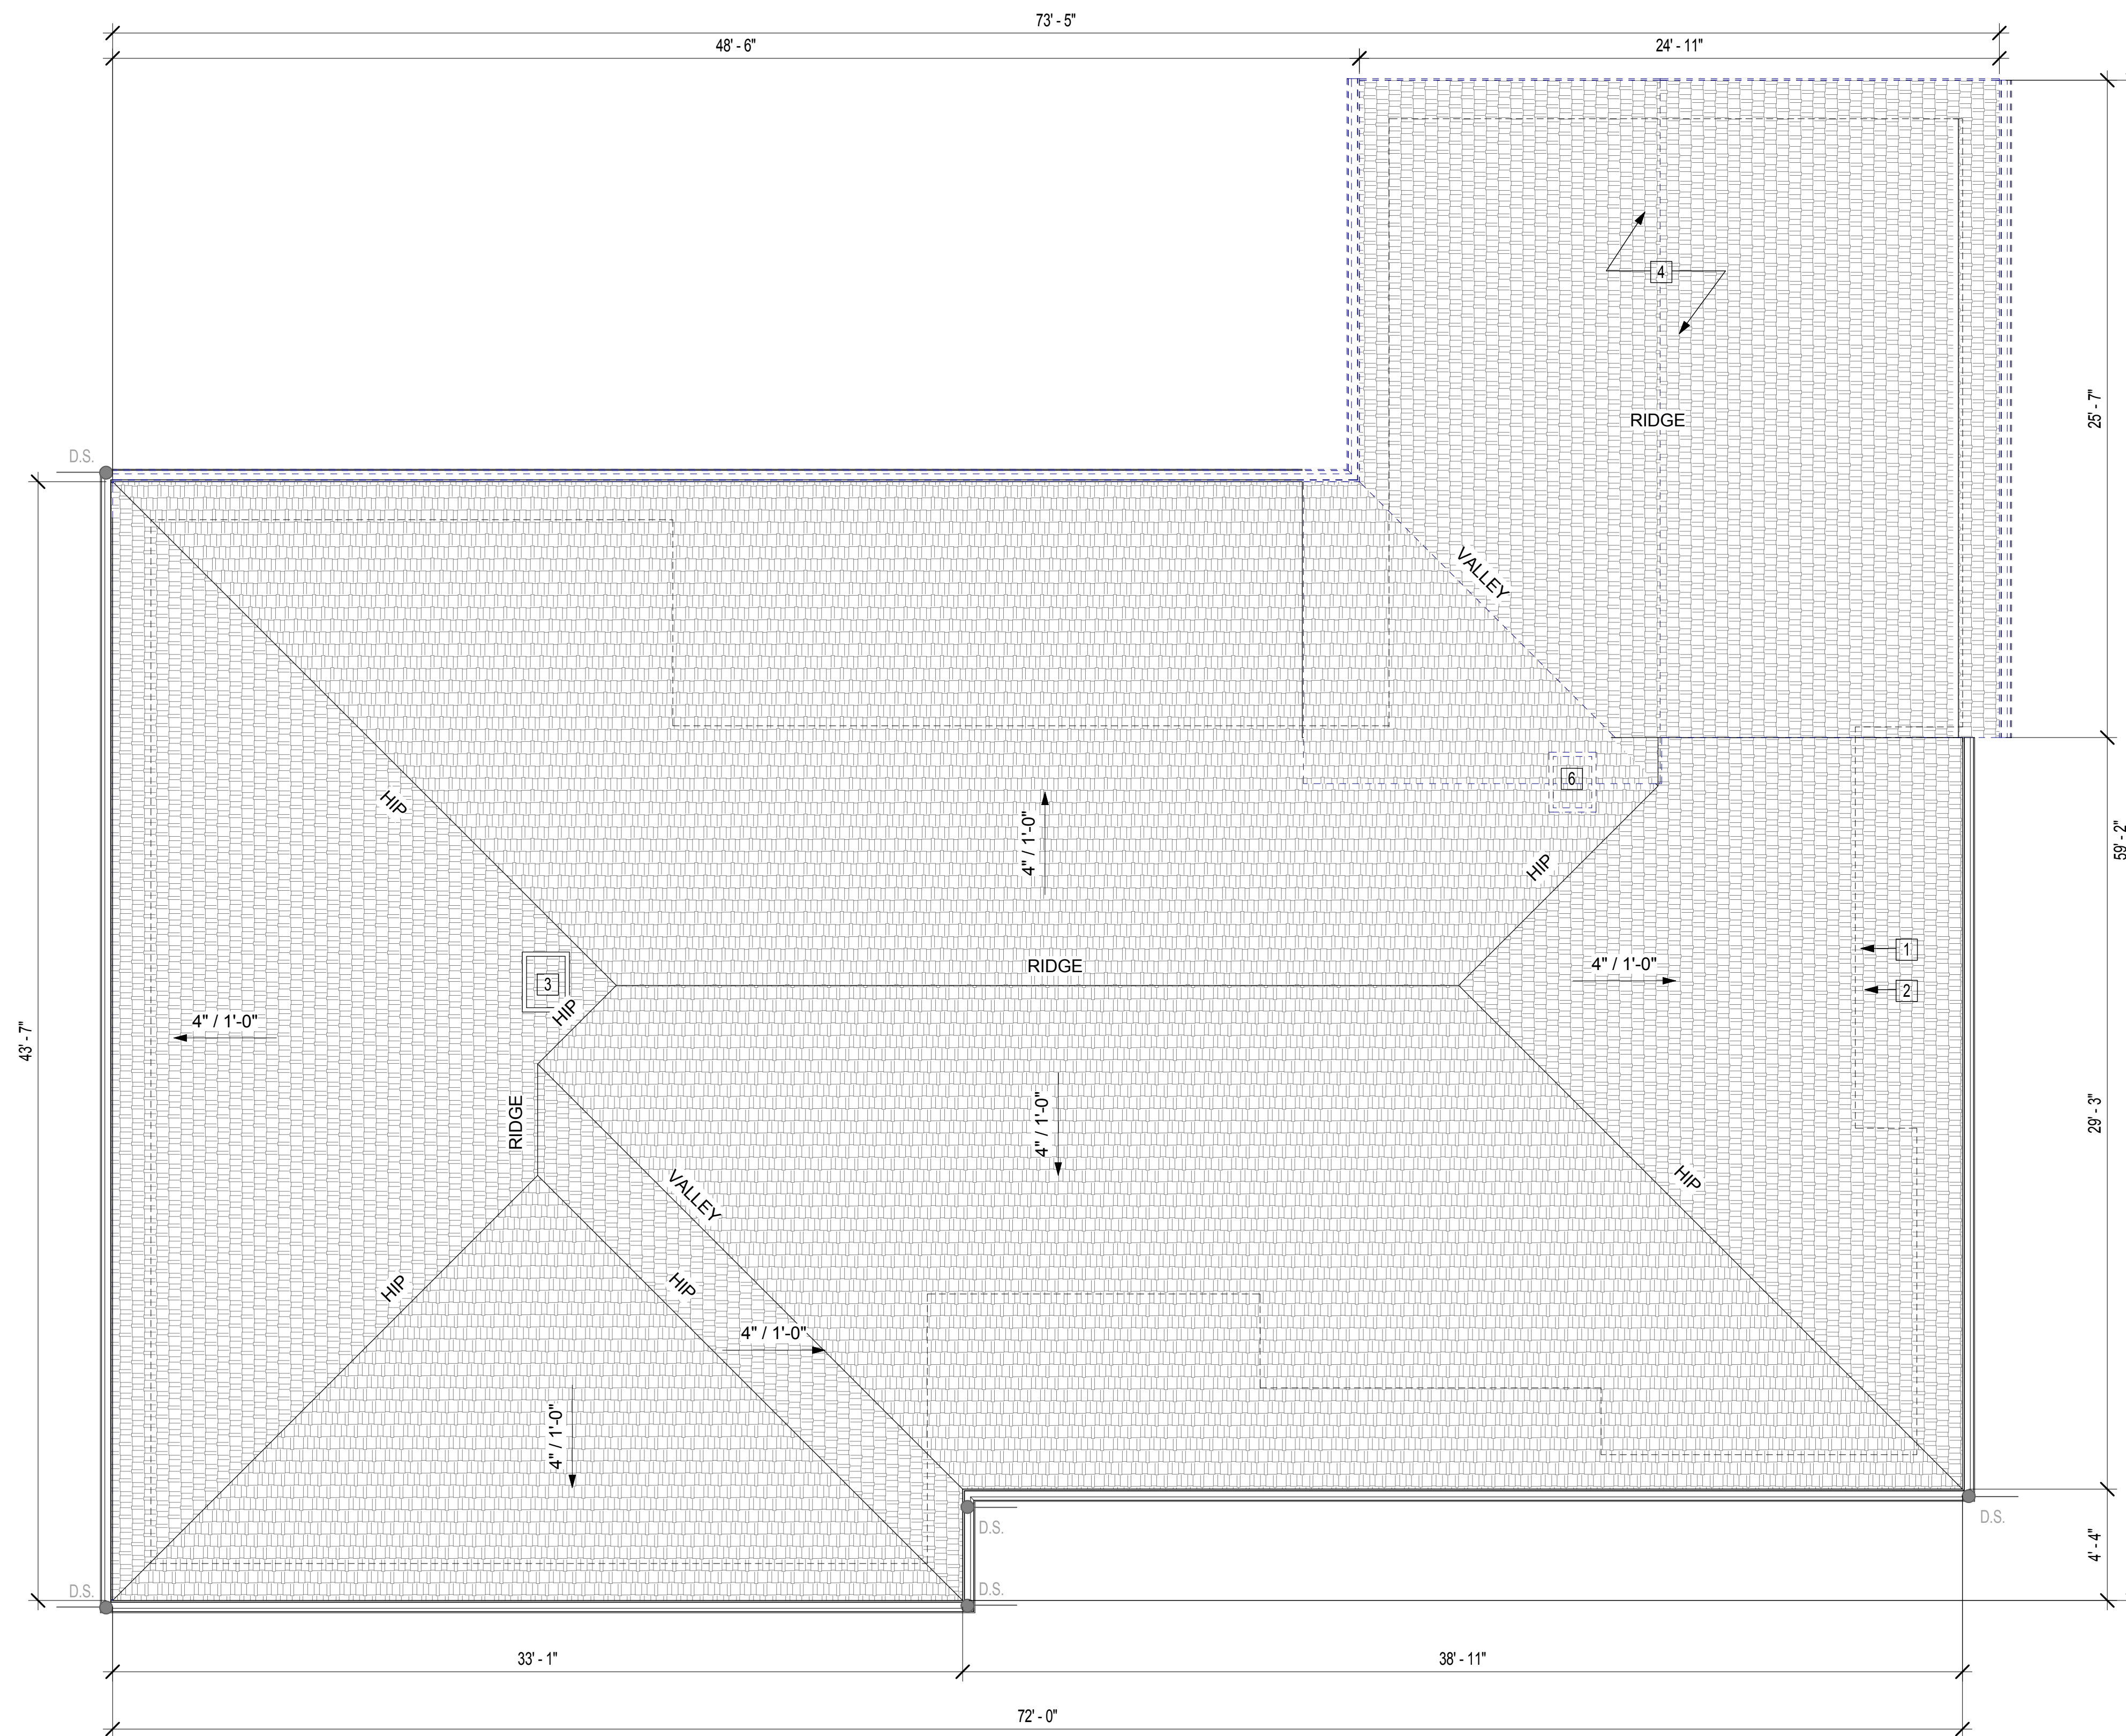 73' - 5"
48' - 6"
24' - 11"
4
25' - 7"
RIDGE
D.S.
VALLEY
6
HIP
4" / 1'-0"
59' - 2"
HIP
1
RIDGE
4" / 1'-0"
3
2
HIP
4" / 1'-0"
43' - 7"
RIDGE
4" / 1'-0"
29' - 3"
VALLEY
HIP
HIP
HIP
4" / 1'-0"
4" / 1'-0"
D.S.
D.S.
4' - 4"
D.S.
D.S.
33' - 1"
38' - 11"
72' - 0"